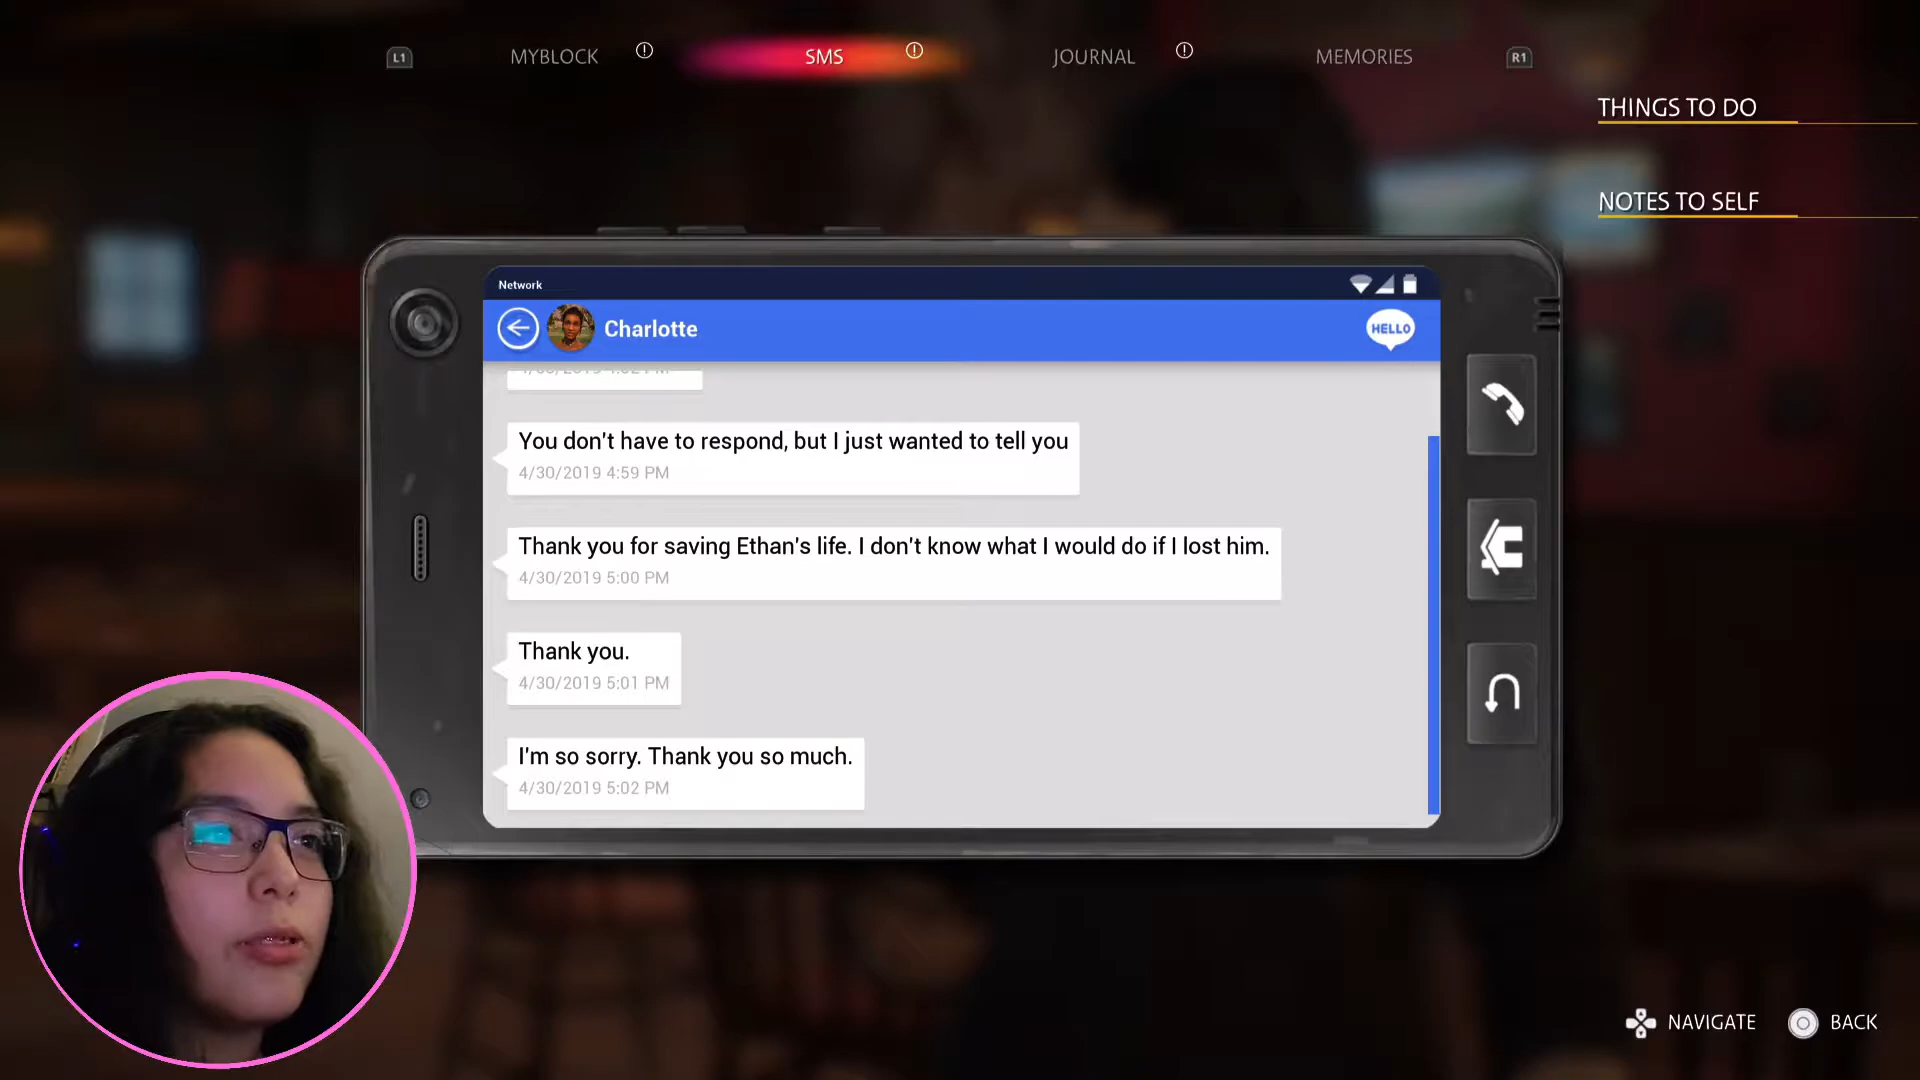 L1
MYBLOCK
SMS
JOURNAL
MEMORIES
R1
THINGS TO DO
NOTES TO SELF
Network
Charlotte
HELLO
You don't have to respond, but I just wanted to tell you
4/30/2019 4:59 PM
Thank you for saving Ethan's life. I don't know what I would do if I lost him.
4/30/2019 5:00 PM
Thank you.
4/30/2019 5:01 PM
I'm so sorry. Thank you so much.
4/30/2019 5:02 PM
NAVIGATE
BACK